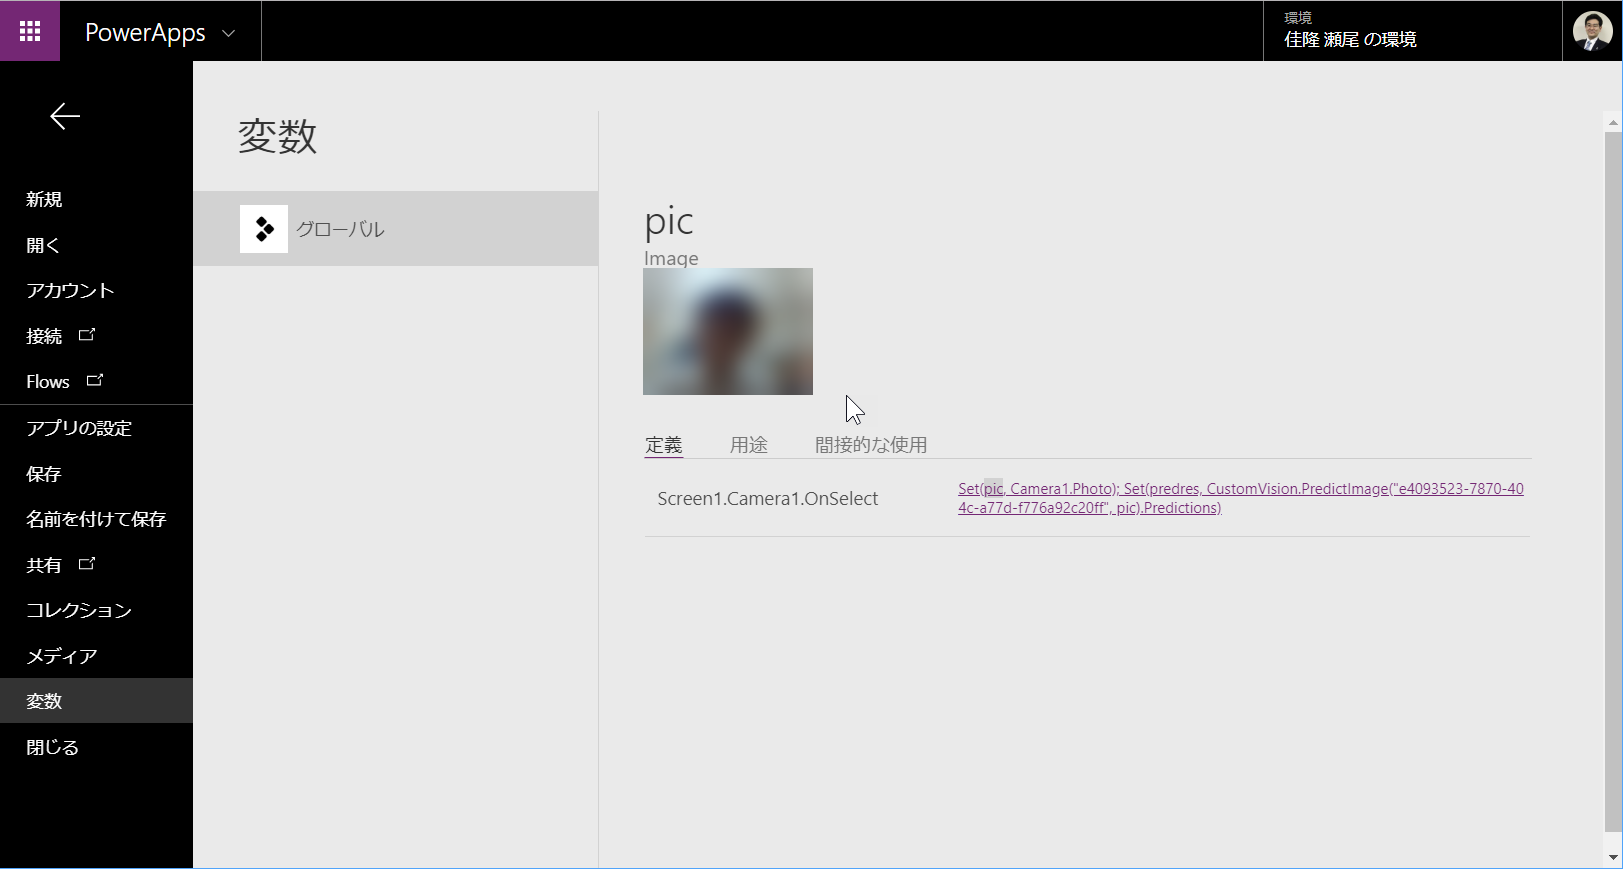 PowerApps
環境
佳隆 瀬尾 の環境
新規
開く
アカウント
接続
Flows
アプリの設定
保存
名前を付けて保存
共有
コレクション
メディア
変数
閉じる
変数
グローバル
pic
Image
定義 用途 間接的な使用
Screen1.Camera1.OnSelect
Set(pic, Camera1.Photo); Set(predres, CustomVision.PredictImage("e4093523-7870-40
4c-a77d-f776a92c20ff", pic).Predictions)